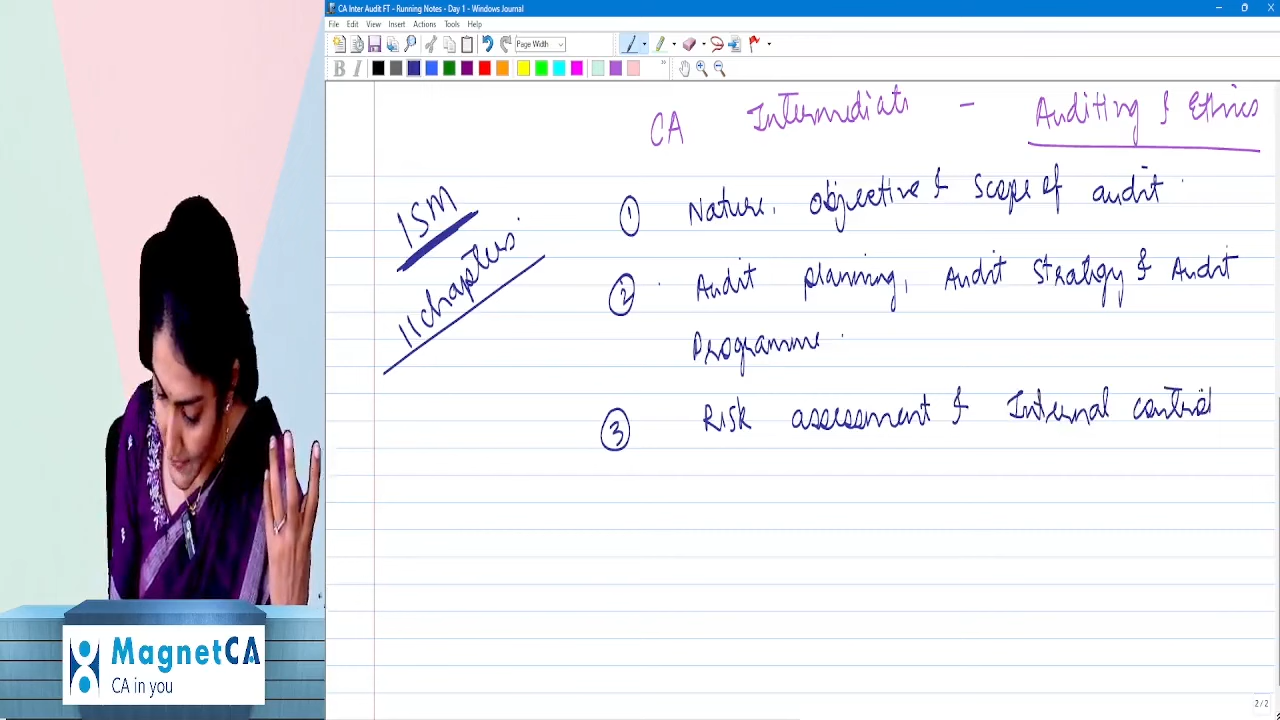 CA Inter Audit FT - Running Notes - Day 1 - Windows Journal
File Edit View Insert Actions Tools Help
Page Width
B I
CA Intermediate - Auditing & Ethics
ISM
11 chapters.
① Nature, objective & scope of audit.
② Audit planning, Audit strategy & Audit
Programme.
③ Risk assessment & Internal control
MagnetCA
CA in you
2/2